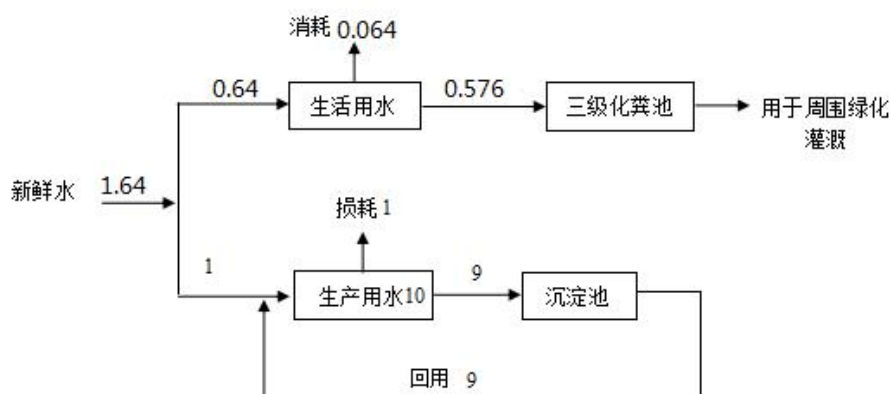 消耗 0.064
0.64
生活用水
0.576
三级化粪池
用于周围绿化
灌溉
新鲜水 1.64
损耗 1
1
生产用水10
9
沉淀池
回用 9